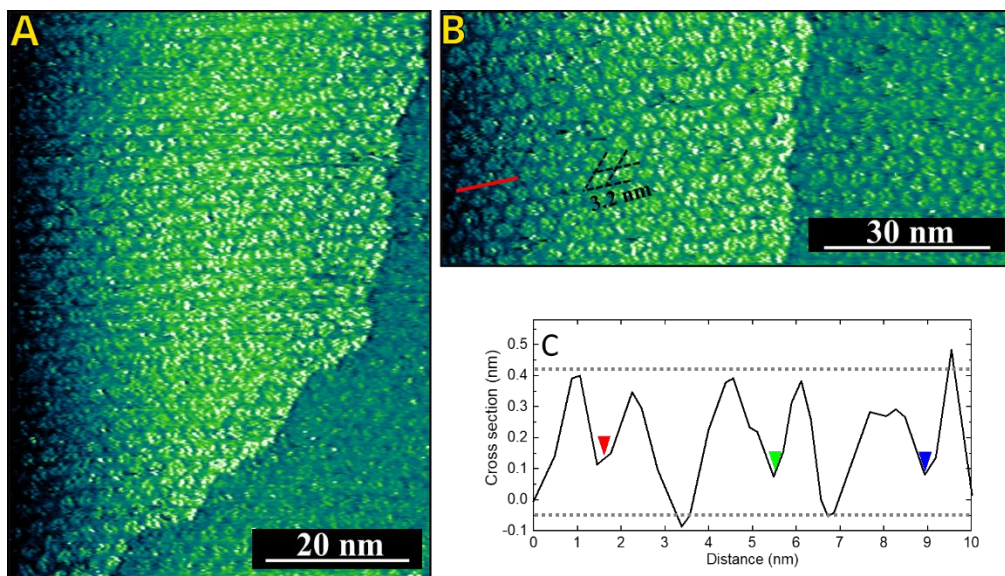 A
20 nm
B
3.2 nm
30 nm
C
Cross section (nm)
0.5
0.4
0.3
0.2
0.1
0.0
-0.1
0 1 2 3 4 5 6 7 8 9 10
Distance (nm)